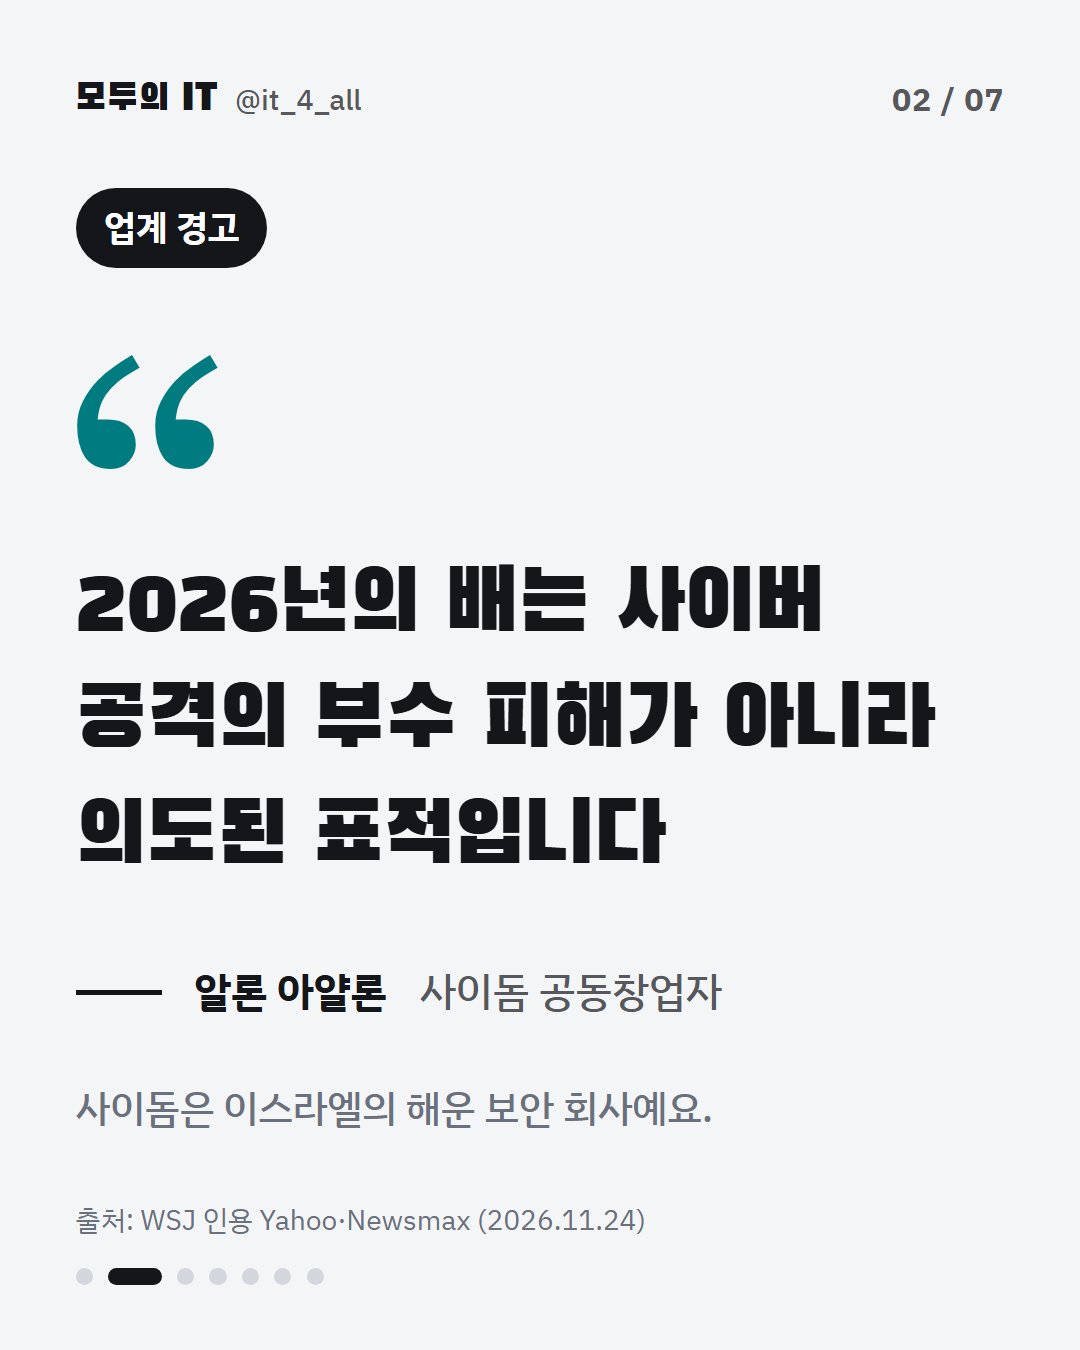 모두의 IT @it_4_all 02 / 07
업계 경고
“
2026년의 배는 사이버
공격의 부수 피해가 아니라
의도된 표적입니다
— 알론 아얄론 사이돔 공동창업자
사이돔은 이스라엘의 해운 보안 회사예요.
출처: WSJ 인용 Yahoo·Newsmax (2026.11.24)